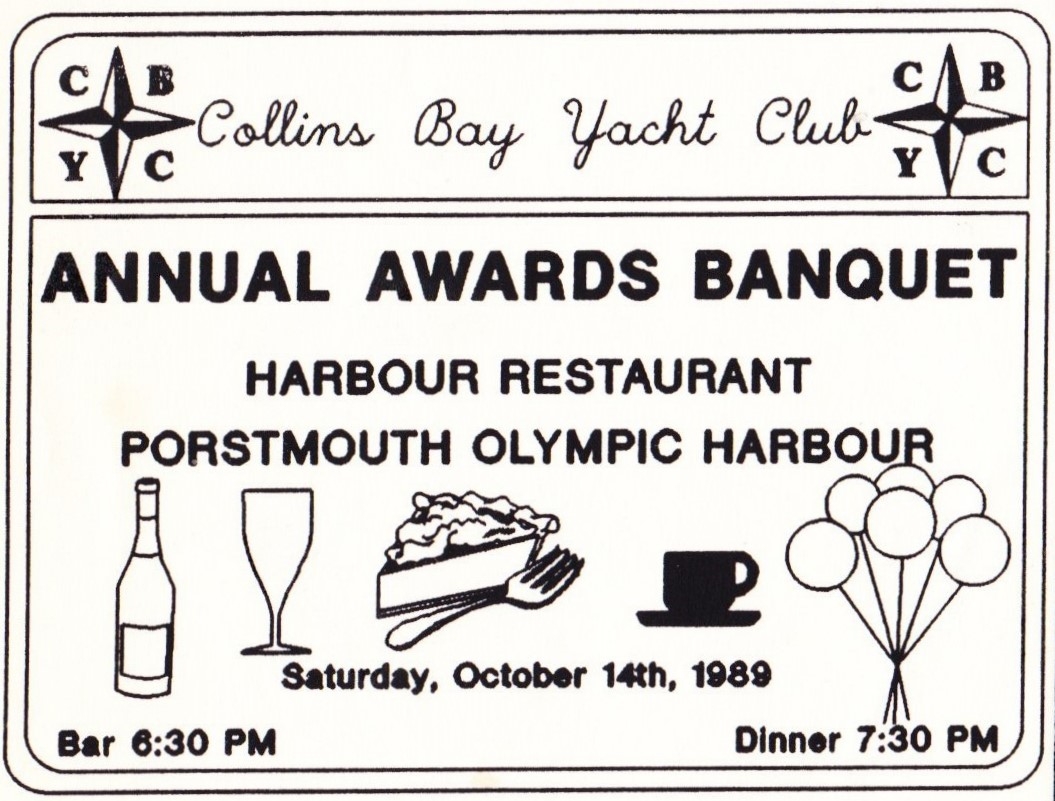 C B
Y C
Collins Bay Yacht Club
C B
Y C
ANNUAL AWARDS BANQUET
HARBOUR RESTAURANT
PORSTMOUTH OLYMPIC HARBOUR
Saturday, October 14th, 1989
Bar 6:30 PM
Dinner 7:30 PM